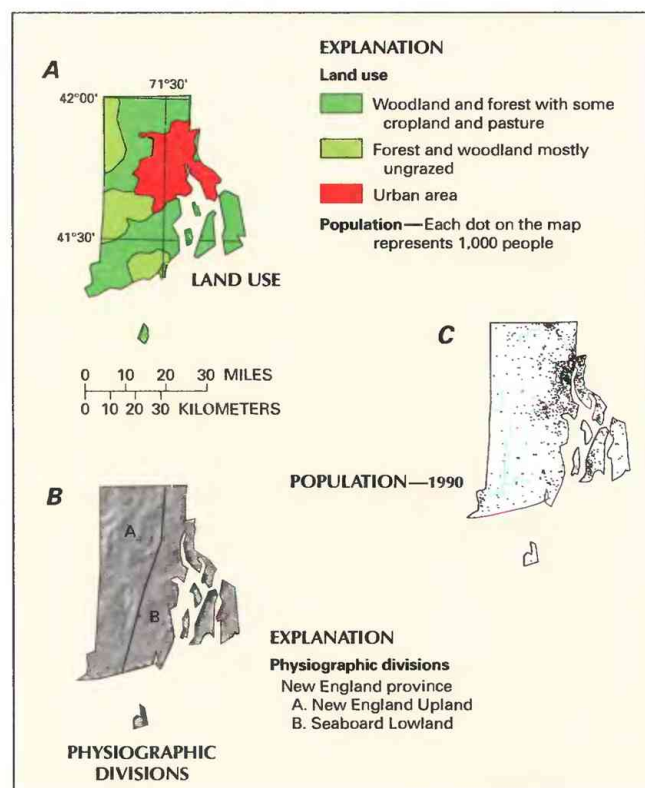 A
71°30'
42°00'
41°30'
LAND USE
0 10 20 30 MILES
0 10 20 30 KILOMETERS
EXPLANATION
Land use
Woodland and forest with some
cropland and pasture
Forest and woodland mostly
ungrazed
Urban area
Population—Each dot on the map
represents 1,000 people
C
POPULATION—1990
B
A
B
PHYSIOGRAPHIC
DIVISIONS
EXPLANATION
Physiographic divisions
New England province
A. New England Upland
B. Seaboard Lowland